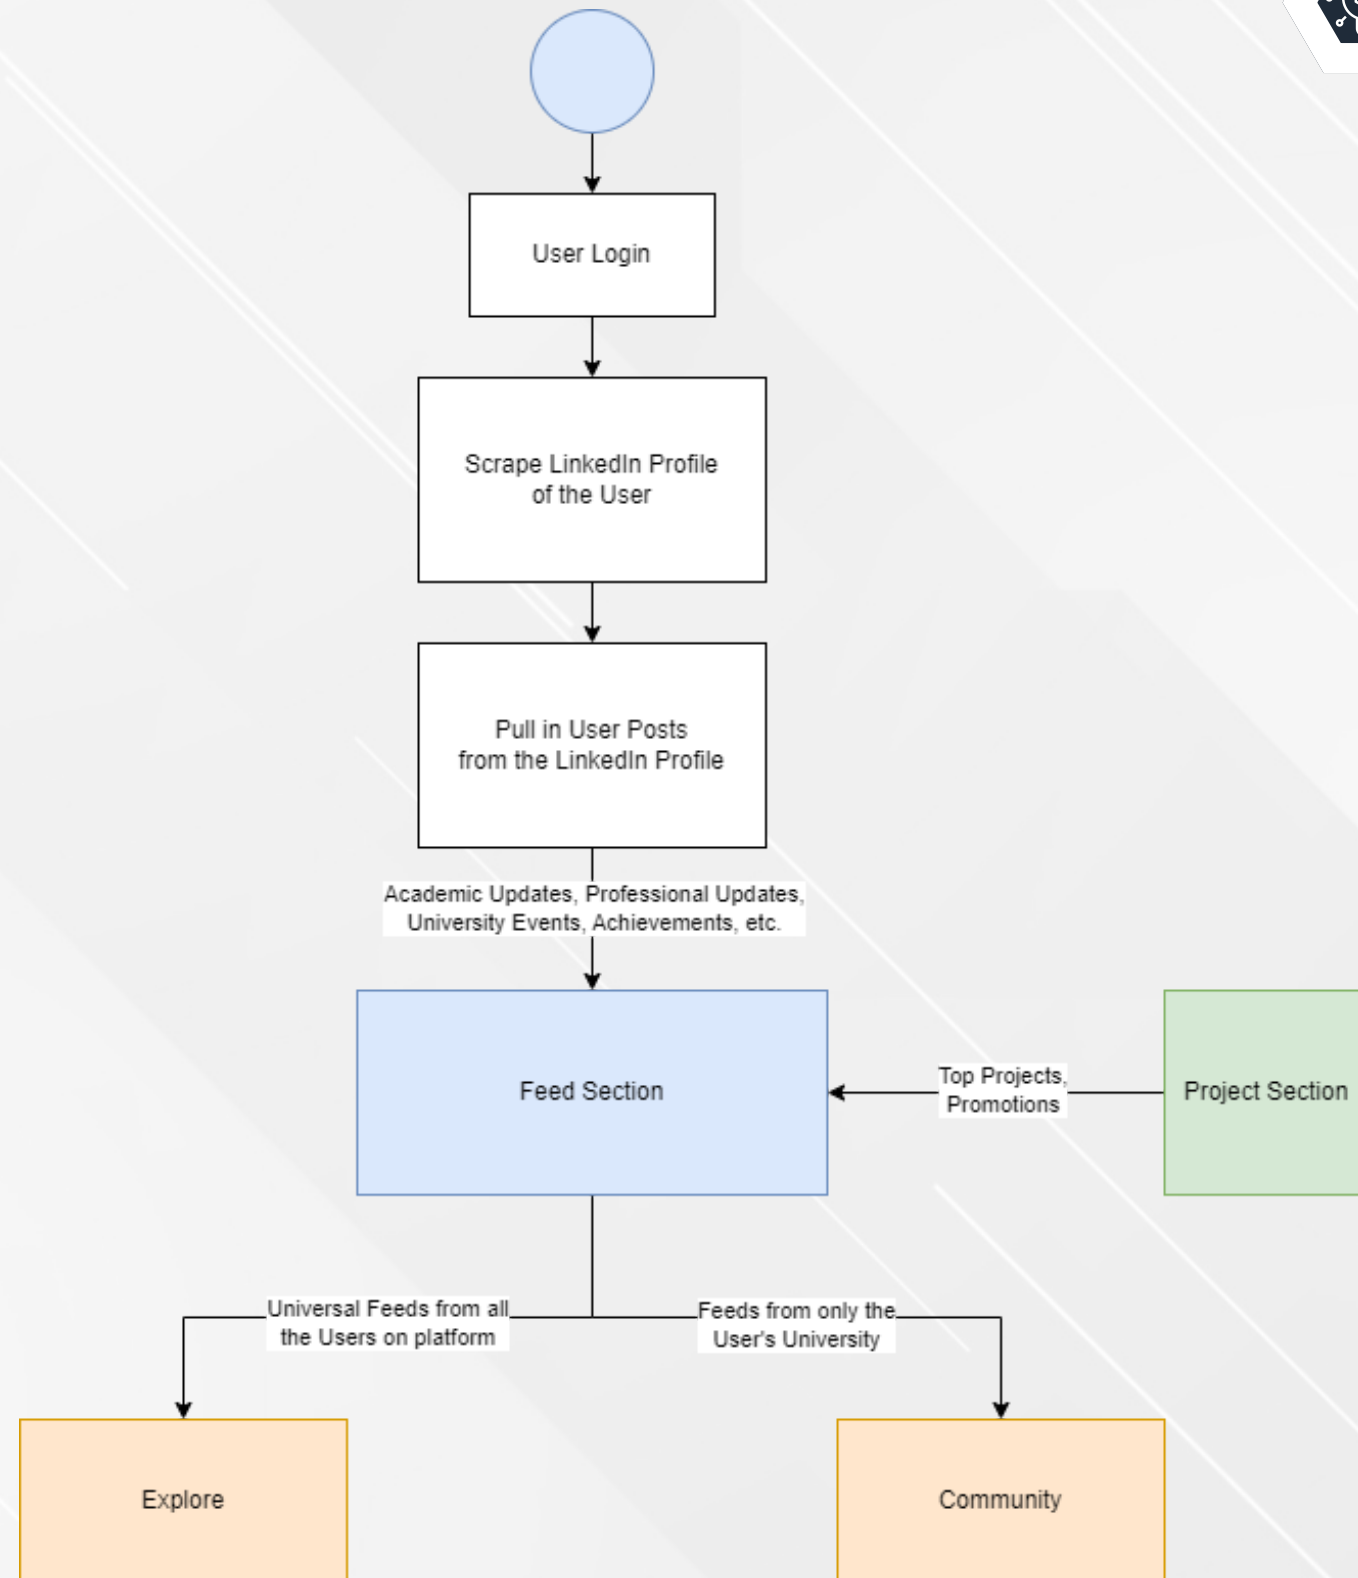 User Login
Scrape LinkedIn Profile
of the User
Pull in User Posts
from the LinkedIn Profile
Academic Updates, Professional Updates,
University Events, Achievements, etc.
Feed Section
Top Projects,
Promotions
Project Section
Universal Feeds from all
the Users on platform
Feeds from only the
User's University
Explore
Community